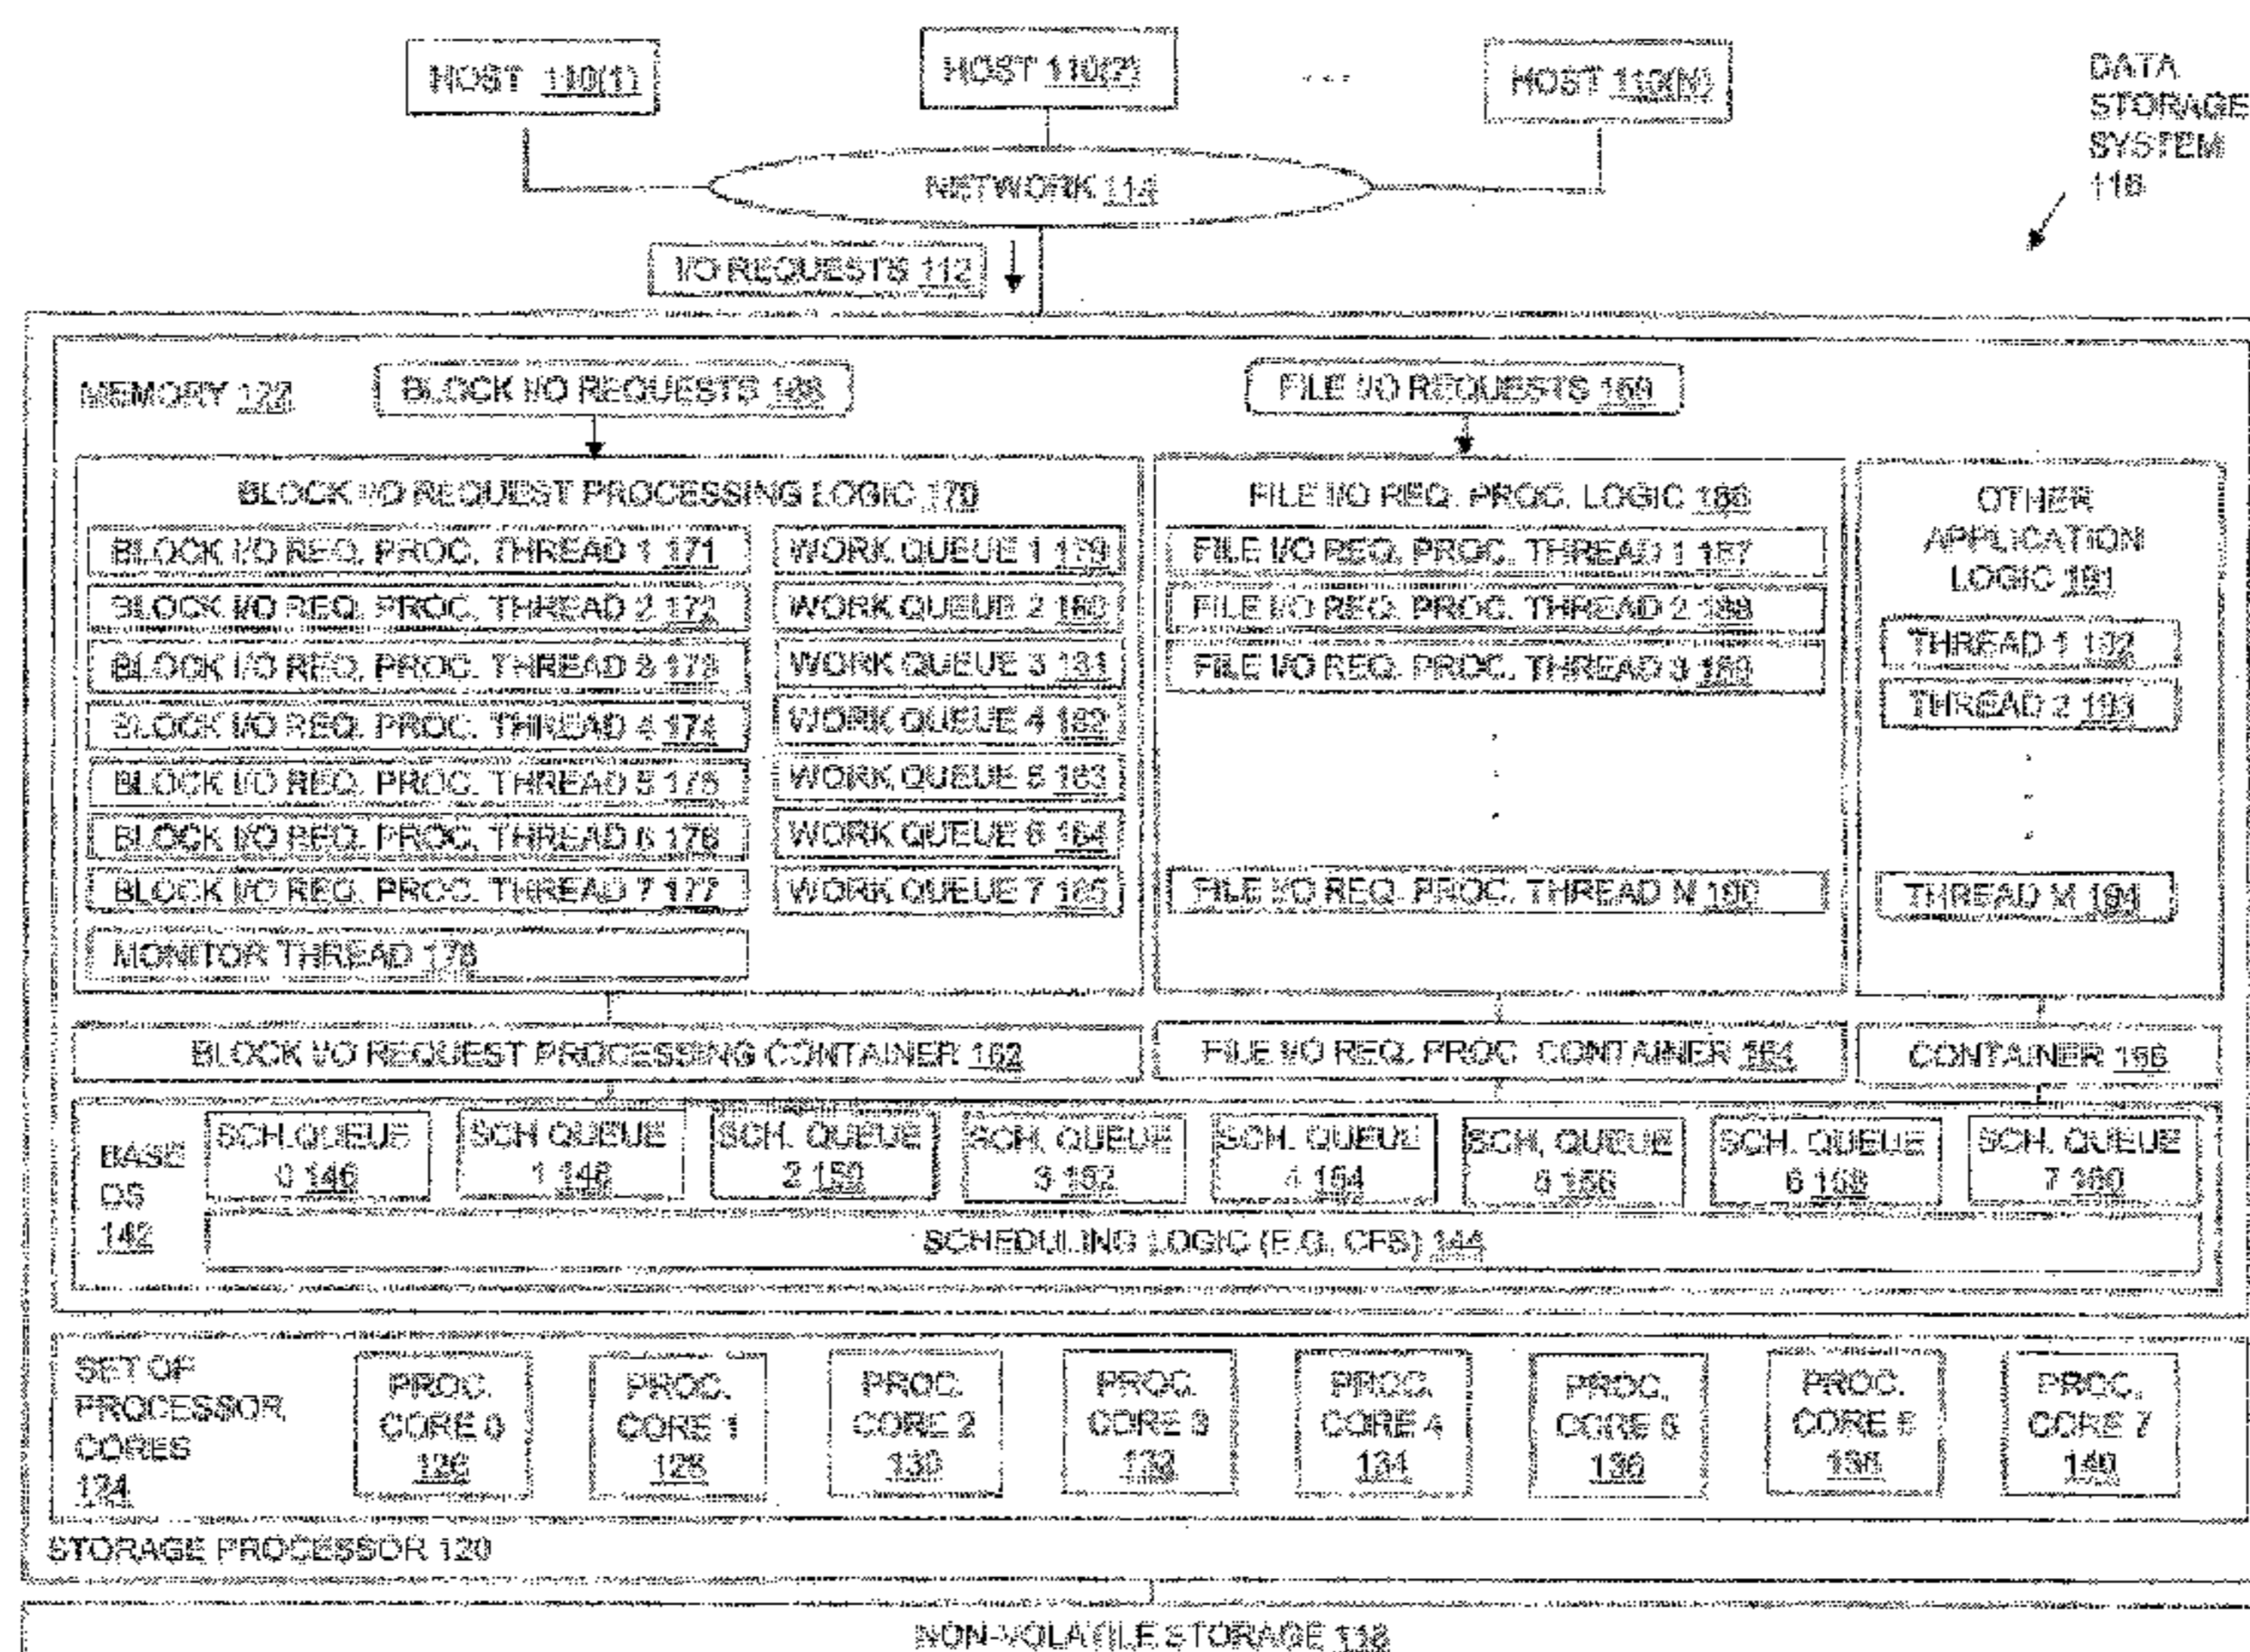 HOST 110(1)
HOST 110(2)
. . .
HOST 110(N)
DATA
STORAGE
SYSTEM
116
NETWORK 114
I/O REQUESTS 112
MEMORY 122
BLOCK I/O REQUESTS 168
FILE I/O REQUESTS 169
BLOCK I/O REQUEST PROCESSING LOGIC 170
BLOCK I/O REQ. PROC. THREAD 1 171
BLOCK I/O REQ. PROC. THREAD 2 172
BLOCK I/O REQ. PROC. THREAD 3 173
BLOCK I/O REQ. PROC. THREAD 4 174
BLOCK I/O REQ. PROC. THREAD 5 175
BLOCK I/O REQ. PROC. THREAD 6 176
BLOCK I/O REQ. PROC. THREAD 7 177
MONITOR THREAD 178
WORK QUEUE 1 179
WORK QUEUE 2 180
WORK QUEUE 3 181
WORK QUEUE 4 182
WORK QUEUE 5 183
WORK QUEUE 6 184
WORK QUEUE 7 185
FILE I/O REQ. PROC. LOGIC 186
FILE I/O REQ. PROC. THREAD 1 187
FILE I/O REQ. PROC. THREAD 2 188
FILE I/O REQ. PROC. THREAD 3 189
FILE I/O REQ. PROC. THREAD N 190
OTHER
APPLICATION
LOGIC 191
THREAD 1 192
THREAD 2 193
THREAD M 194
BLOCK I/O REQUEST PROCESSING CONTAINER 162
FILE I/O REQ. PROC. CONTAINER 164
CONTAINER 166
BASE
OS
142
SCH. QUEUE
0 146
SCH. QUEUE
1 148
SCH. QUEUE
2 150
SCH. QUEUE
3 152
SCH. QUEUE
4 154
SCH. QUEUE
5 156
SCH. QUEUE
6 158
SCH. QUEUE
7 160
SCHEDULING LOGIC (E.G. CFS) 144
SET OF
PROCESSOR
CORES
124
PROC.
CORE 0
126
PROC.
CORE 1
128
PROC.
CORE 2
130
PROC.
CORE 3
132
PROC.
CORE 4
134
PROC.
CORE 5
136
PROC.
CORE 6
138
PROC.
CORE 7
140
STORAGE PROCESSOR 120
NON-VOLATILE STORAGE 118